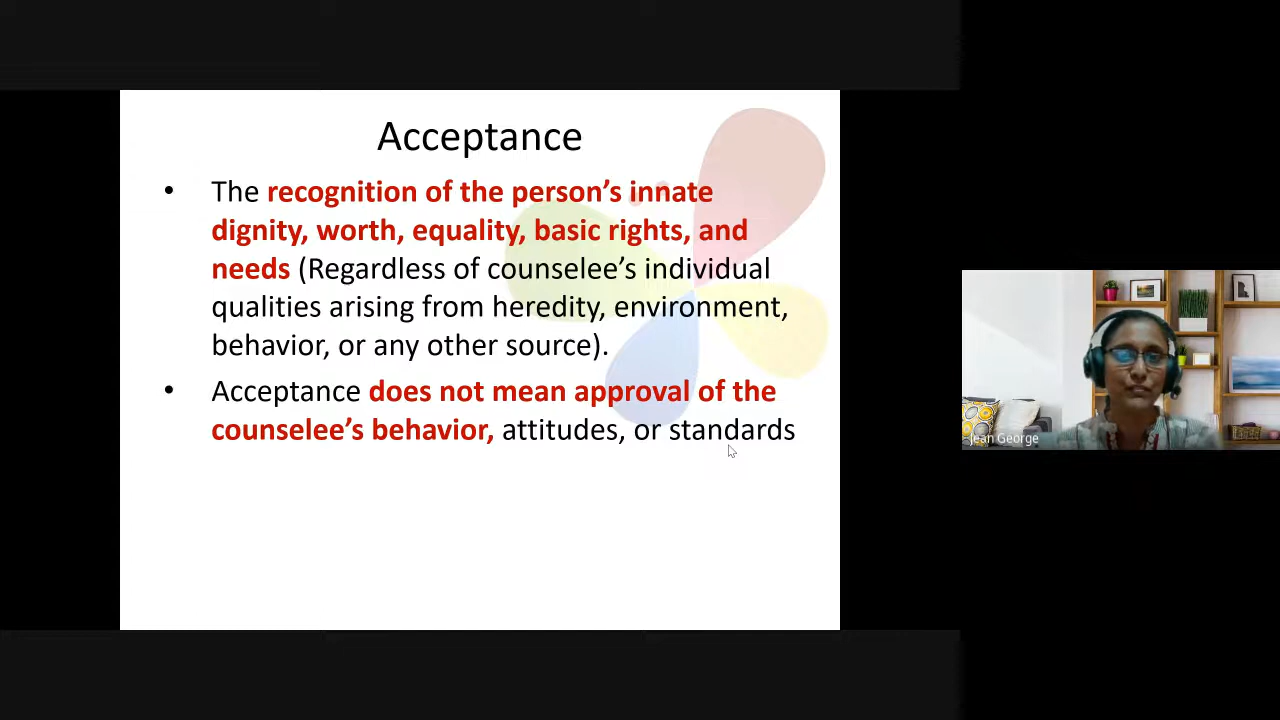 Acceptance
• The recognition of the person’s innate
dignity, worth, equality, basic rights, and
needs (Regardless of counselee’s individual
qualities arising from heredity, environment,
behavior, or any other source).
• Acceptance does not mean approval of the
counselee’s behavior, attitudes, or standards
Jean George